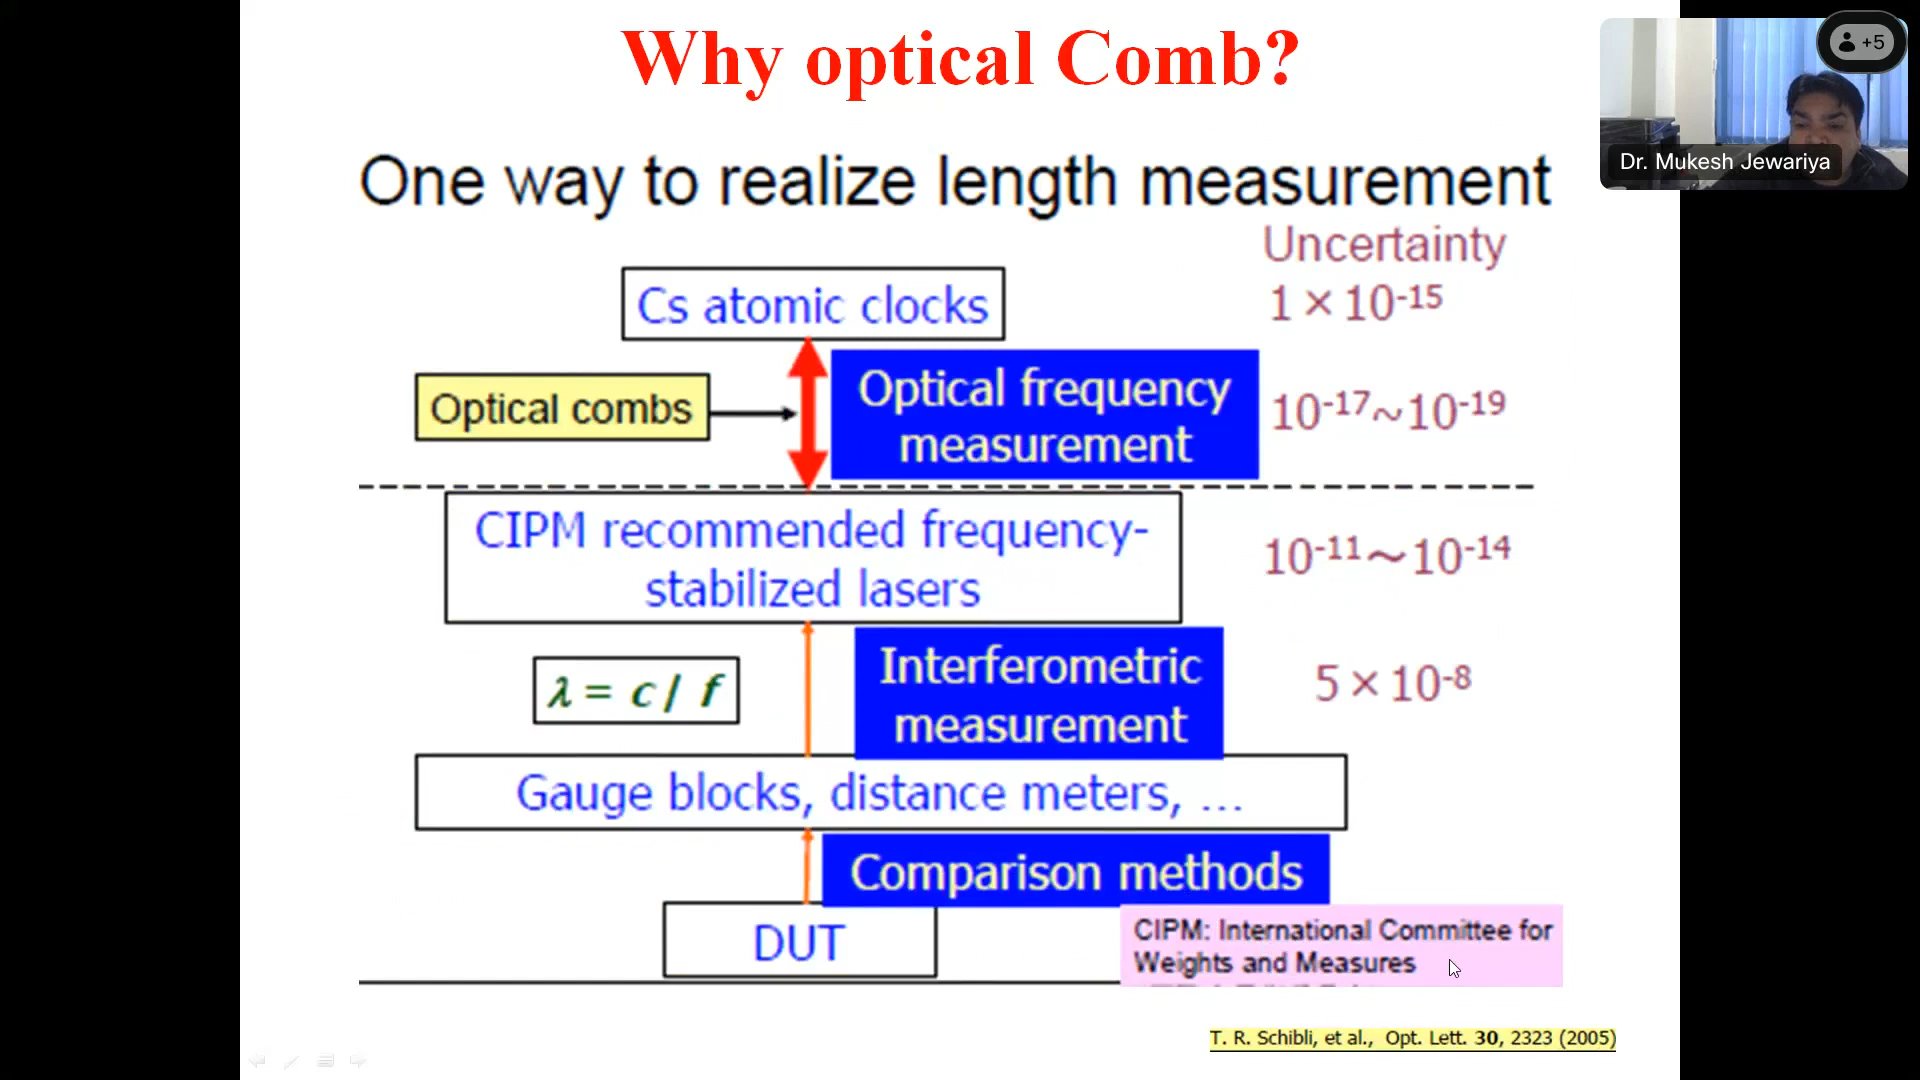 Why optical Comb?
+5
Dr. Mukesh Jewariya
One way to realize length measurement
Uncertainty
Cs atomic clocks
1 × 10-15
Optical combs
Optical frequency
measurement
10-17~10-19
CIPM recommended frequency-
stabilized lasers
10-11~10-14
λ = c / f
Interferometric
measurement
5 × 10-8
Gauge blocks, distance meters, ...
Comparison methods
DUT
CIPM: International Committee for
Weights and Measures
T. R. Schibli, et al., Opt. Lett. 30, 2323 (2005)